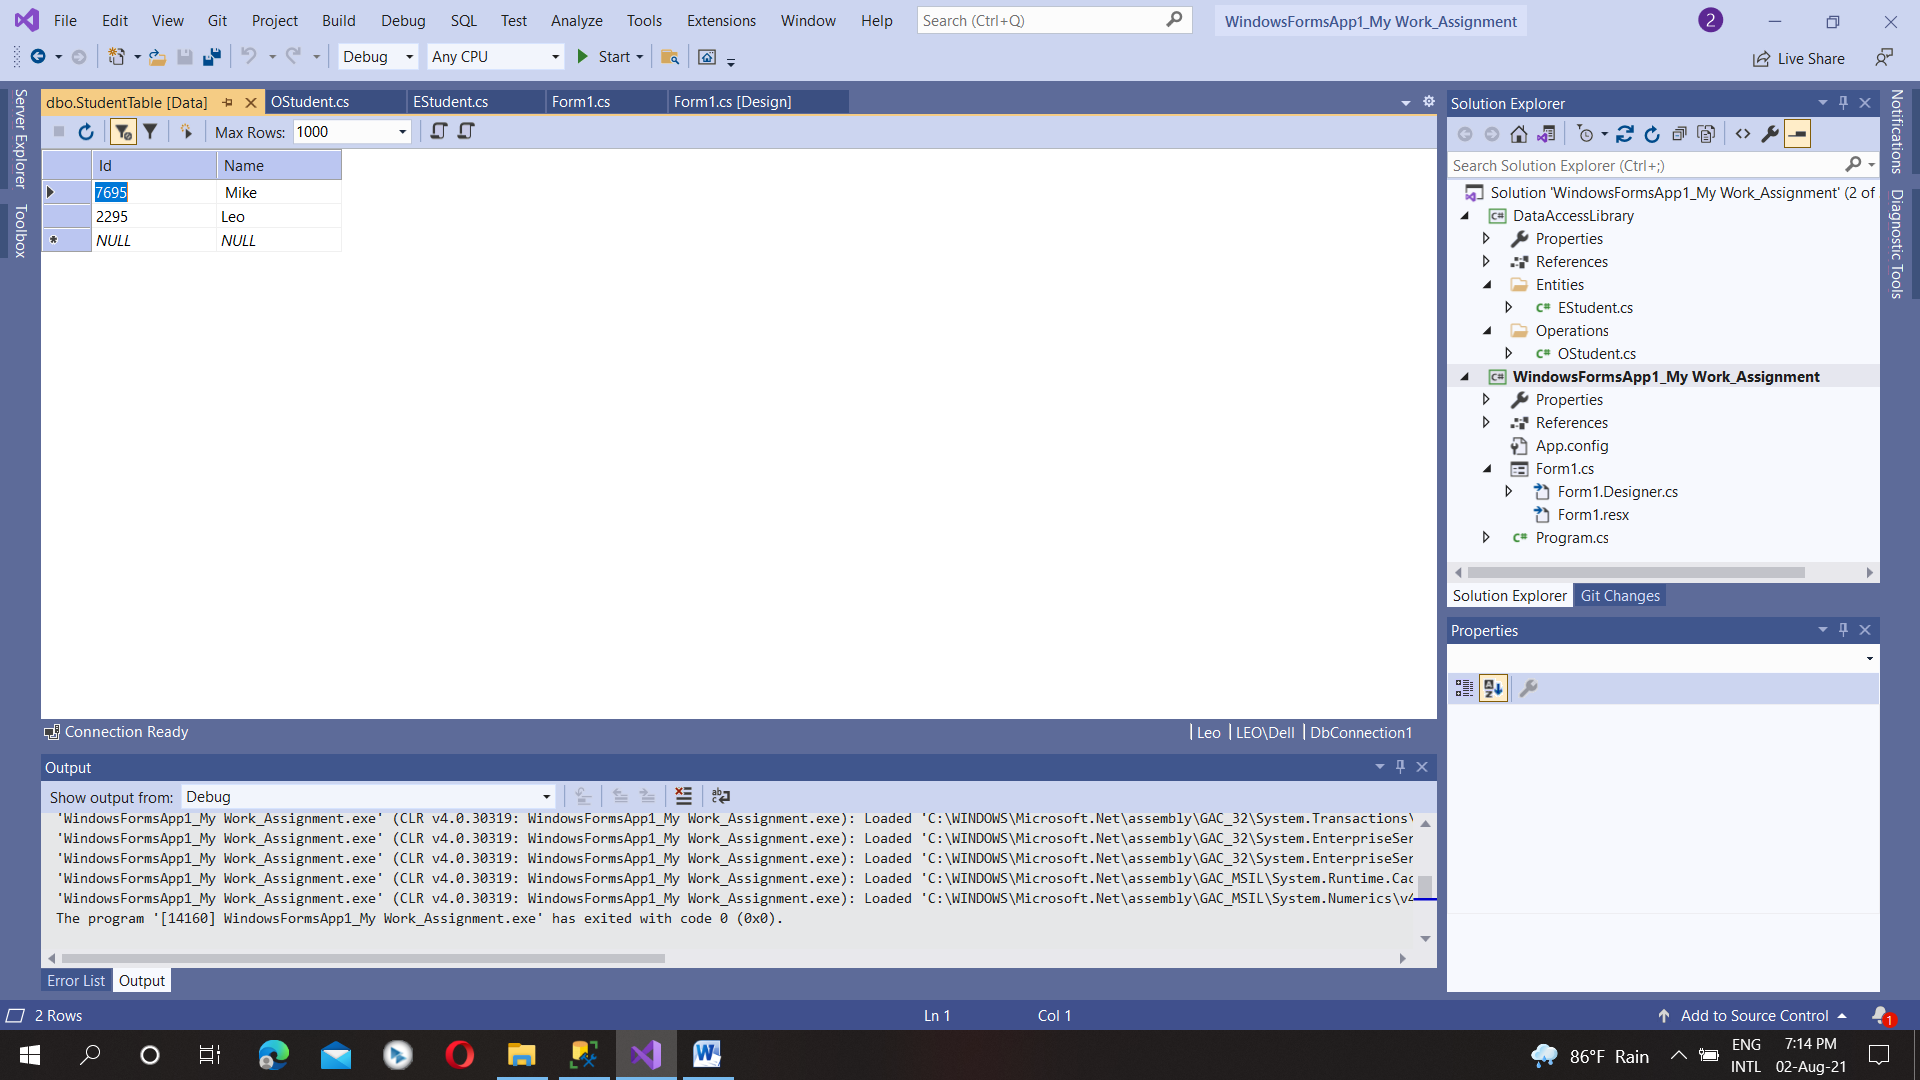 File Edit View Git Project Build Debug SQL Test Analyze Tools Extensions Window Help Search (Ctrl+Q) WindowsFormsApp1_My Work_Assignment 2
Debug Any CPU Start Live Share
Server Explorer
Toolbox
dbo.StudentTable [Data] OStudent.cs EStudent.cs Form1.cs Form1.cs [Design]
Max Rows: 1000
Id Name
7695 Mike
2295 Leo
* NULL NULL
Connection Ready Leo LEO\Dell DbConnection1
Output
Show output from: Debug
'WindowsFormsApp1_My Work_Assignment.exe' (CLR v4.0.30319: WindowsFormsApp1_My Work_Assignment.exe): Loaded 'C:\WINDOWS\Microsoft.Net\assembly\GAC_32\System.Transactions\
'WindowsFormsApp1_My Work_Assignment.exe' (CLR v4.0.30319: WindowsFormsApp1_My Work_Assignment.exe): Loaded 'C:\WINDOWS\Microsoft.Net\assembly\GAC_32\System.EnterpriseSer
'WindowsFormsApp1_My Work_Assignment.exe' (CLR v4.0.30319: WindowsFormsApp1_My Work_Assignment.exe): Loaded 'C:\WINDOWS\Microsoft.Net\assembly\GAC_32\System.EnterpriseSer
'WindowsFormsApp1_My Work_Assignment.exe' (CLR v4.0.30319: WindowsFormsApp1_My Work_Assignment.exe): Loaded 'C:\WINDOWS\Microsoft.Net\assembly\GAC_MSIL\System.Runtime.Cac
'WindowsFormsApp1_My Work_Assignment.exe' (CLR v4.0.30319: WindowsFormsApp1_My Work_Assignment.exe): Loaded 'C:\WINDOWS\Microsoft.Net\assembly\GAC_MSIL\System.Numerics\v4
The program '[14160] WindowsFormsApp1_My Work_Assignment.exe' has exited with code 0 (0x0).
Error List Output
Solution Explorer
Search Solution Explorer (Ctrl+;)
Solution 'WindowsFormsApp1_My Work_Assignment' (2 of
DataAccessLibrary
Properties
References
Entities
EStudent.cs
Operations
OStudent.cs
WindowsFormsApp1_My Work_Assignment
Properties
References
App.config
Form1.cs
Form1.Designer.cs
Form1.resx
Program.cs
Solution Explorer Git Changes
Properties
Notifications
Diagnostic Tools
2 Rows Ln 1 Col 1 Add to Source Control 1
86°F Rain ENG 7:14 PM
INTL 02-Aug-21